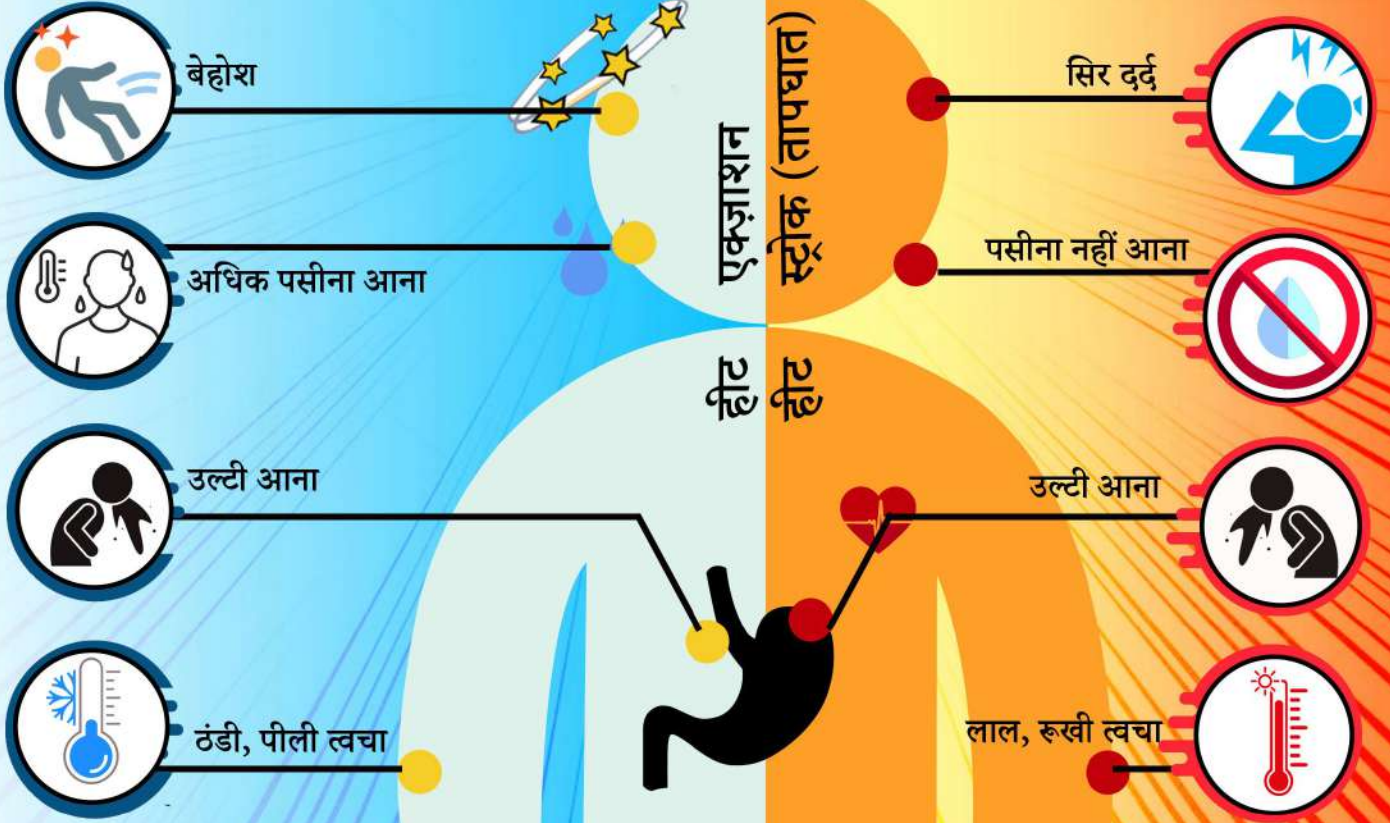 हीट एक्ज़ाशन
बेहोश
अधिक पसीना आना
उल्टी आना
ठंडी, पीली त्वचा
हीट स्ट्रोक (तापघात)
सिर दर्द
पसीना नहीं आना
उल्टी आना
लाल, रूखी त्वचा